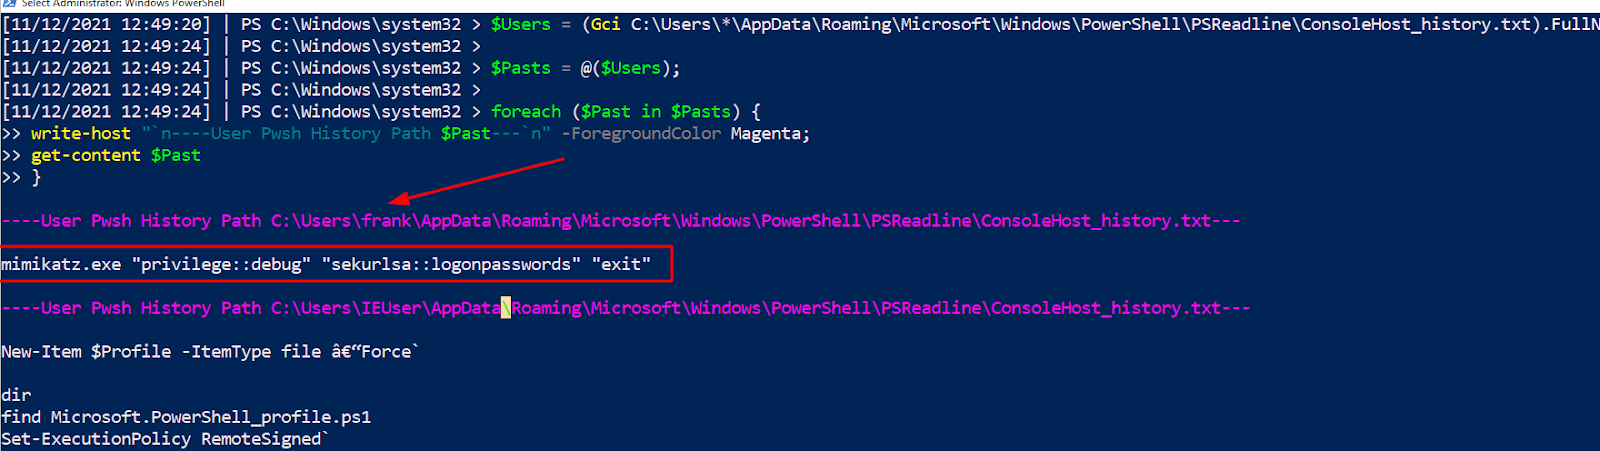 Select Administrator: Windows PowerShell
[11/12/2021 12:49:20] | PS C:\Windows\system32 > $Users = (Gci C:\Users\*\AppData\Roaming\Microsoft\Windows\PowerShell\PSReadline\ConsoleHost_history.txt).FullN
[11/12/2021 12:49:24] | PS C:\Windows\system32 >
[11/12/2021 12:49:24] | PS C:\Windows\system32 > $Pasts = @($Users);
[11/12/2021 12:49:24] | PS C:\Windows\system32 >
[11/12/2021 12:49:24] | PS C:\Windows\system32 > foreach ($Past in $Pasts) {
>> write-host "`n----User Pwsh History Path $Past---`n" -ForegroundColor Magenta;
>> get-content $Past
>> }
----User Pwsh History Path C:\Users\frank\AppData\Roaming\Microsoft\Windows\PowerShell\PSReadline\ConsoleHost_history.txt---
mimikatz.exe "privilege::debug" "sekurlsa::logonpasswords" "exit"
----User Pwsh History Path C:\Users\IEUser\AppData\Roaming\Microsoft\Windows\PowerShell\PSReadline\ConsoleHost_history.txt---
New-Item $Profile -ItemType file â€“Force`
dir
find Microsoft.PowerShell_profile.ps1
Set-ExecutionPolicy RemoteSigned`